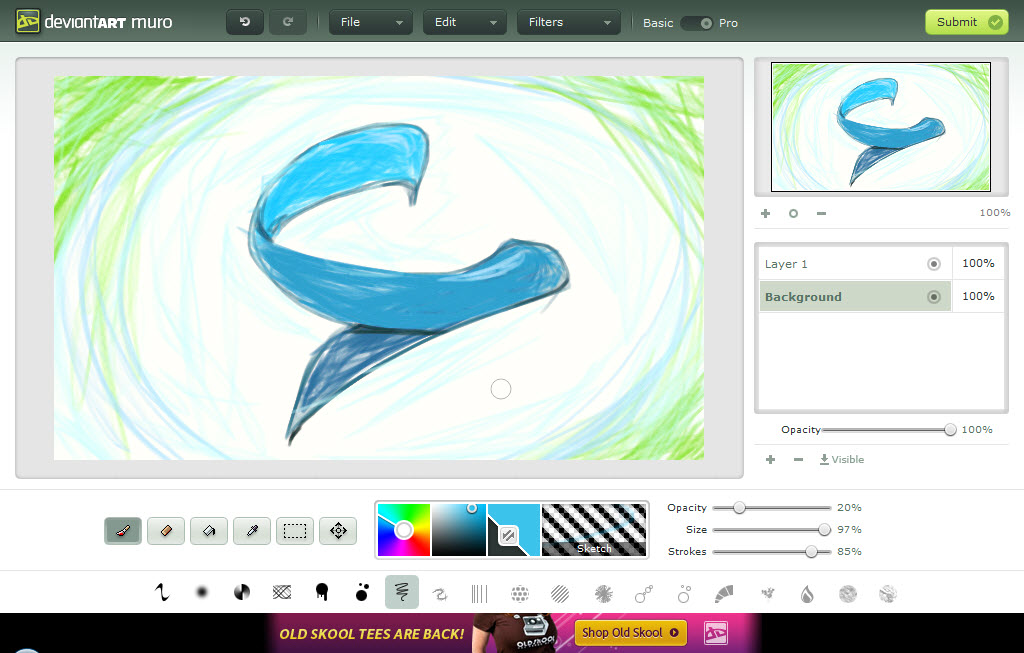 deviantART muro
File
Edit
Filters
Basic
Pro
Submit
100%
Layer 1
100%
Background
100%
Opacity
100%
Visible
Opacity
20%
Size
97%
Strokes
85%
Sketch
OLD SKOOL TEES ARE BACK!
OLDSKOOL
Shop Old Skool